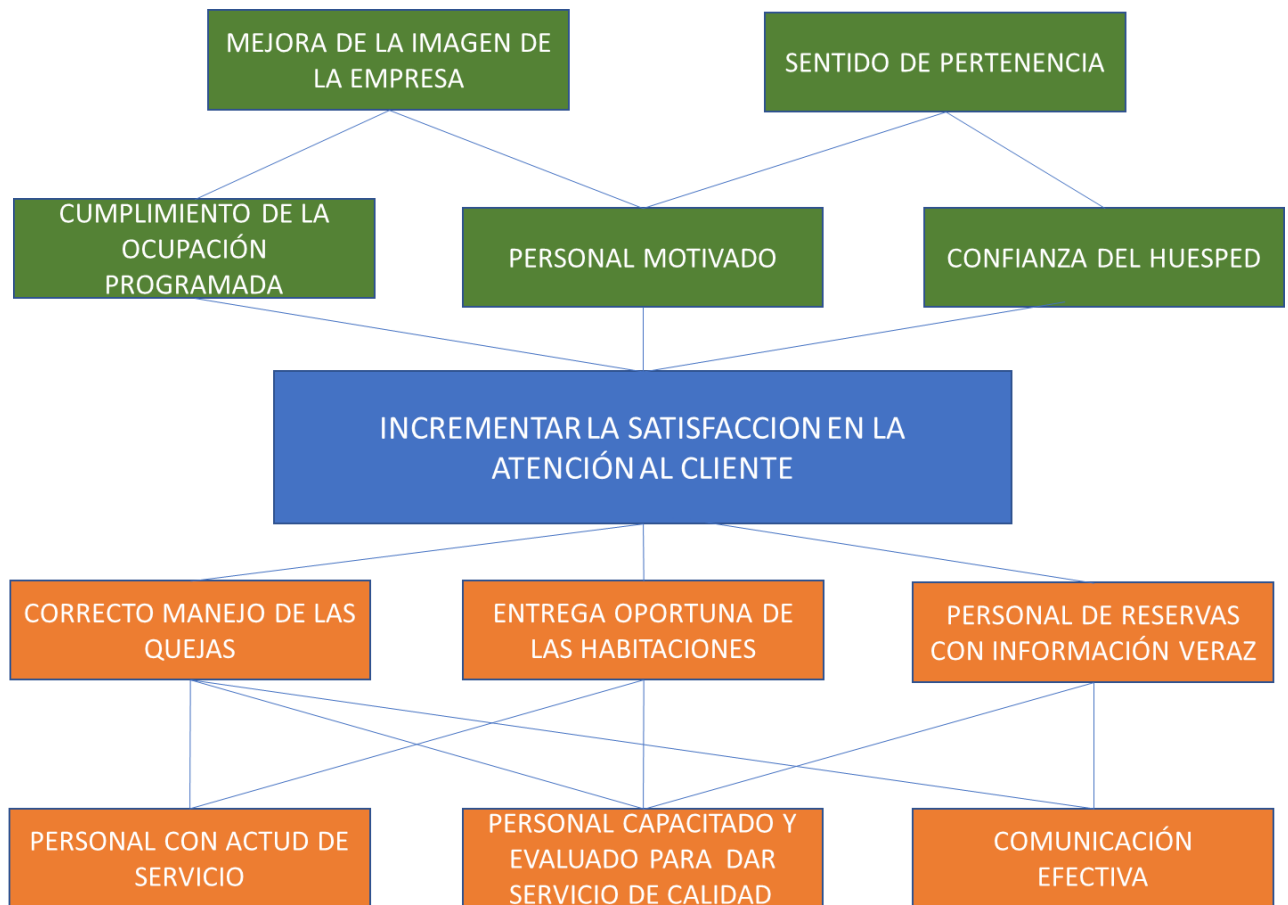 MEJORA DE LA IMAGEN DE
LA EMPRESA
SENTIDO DE PERTENENCIA
CUMPLIMIENTO DE LA
OCUPACIÓN
PROGRAMADA
PERSONAL MOTIVADO
CONFIANZA DEL HUESPED
INCREMENTAR LA SATISFACCION EN LA
ATENCIÓN AL CLIENTE
CORRECTO MANEJO DE LAS
QUEJAS
ENTREGA OPORTUNA DE
LAS HABITACIONES
PERSONAL DE RESERVAS
CON INFORMACIÓN VERAZ
PERSONAL CON ACTUD DE
SERVICIO
PERSONAL CAPACITADO Y
EVALUADO PARA DAR
SERVICIO DE CALIDAD
COMUNICACIÓN
EFECTIVA